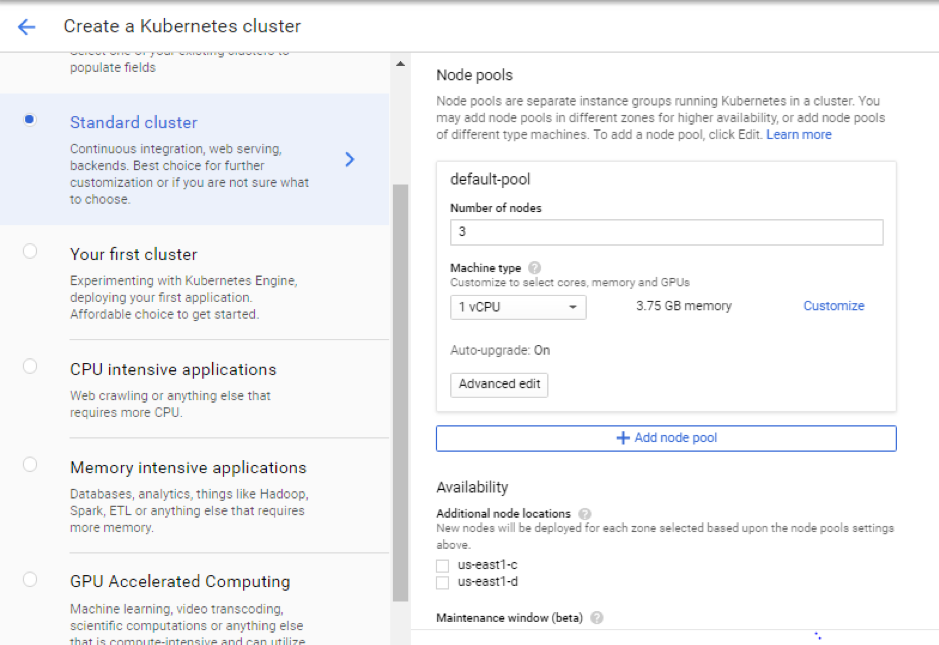 Create a Kubernetes cluster
Select one of your existing clusters to
populate fields
Standard cluster
Continuous integration, web serving,
backends. Best choice for further
customization or if you are not sure what
to choose.
Your first cluster
Experimenting with Kubernetes Engine,
deploying your first application.
Affordable choice to get started.
CPU intensive applications
Web crawling or anything else that
requires more CPU.
Memory intensive applications
Databases, analytics, things like Hadoop,
Spark, ETL or anything else that requires
more memory.
GPU Accelerated Computing
Machine learning, video transcoding,
scientific computations or anything else
that is compute-intensive and can utilize
Node pools
Node pools are separate instance groups running Kubernetes in a cluster. You
may add node pools in different zones for higher availability, or add node pools
of different type machines. To add a node pool, click Edit. Learn more
default-pool
Number of nodes
3
Machine type ?
Customize to select cores, memory and GPUs
1 vCPU 3.75 GB memory Customize
Auto-upgrade: On
Advanced edit
+ Add node pool
Availability
Additional node locations ?
New nodes will be deployed for each zone selected based upon the node pools settings
above.
us-east1-c
us-east1-d
Maintenance window (beta) ?